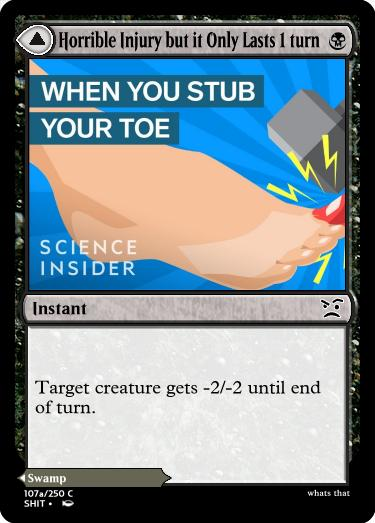 Horrible Injury but it Only Lasts 1 turn
WHEN YOU STUB
YOUR TOE
SCIENCE
INSIDER
Instant
Target creature gets -2/-2 until end
of turn.
Swamp
107a/250 C
SHIT •
whats that